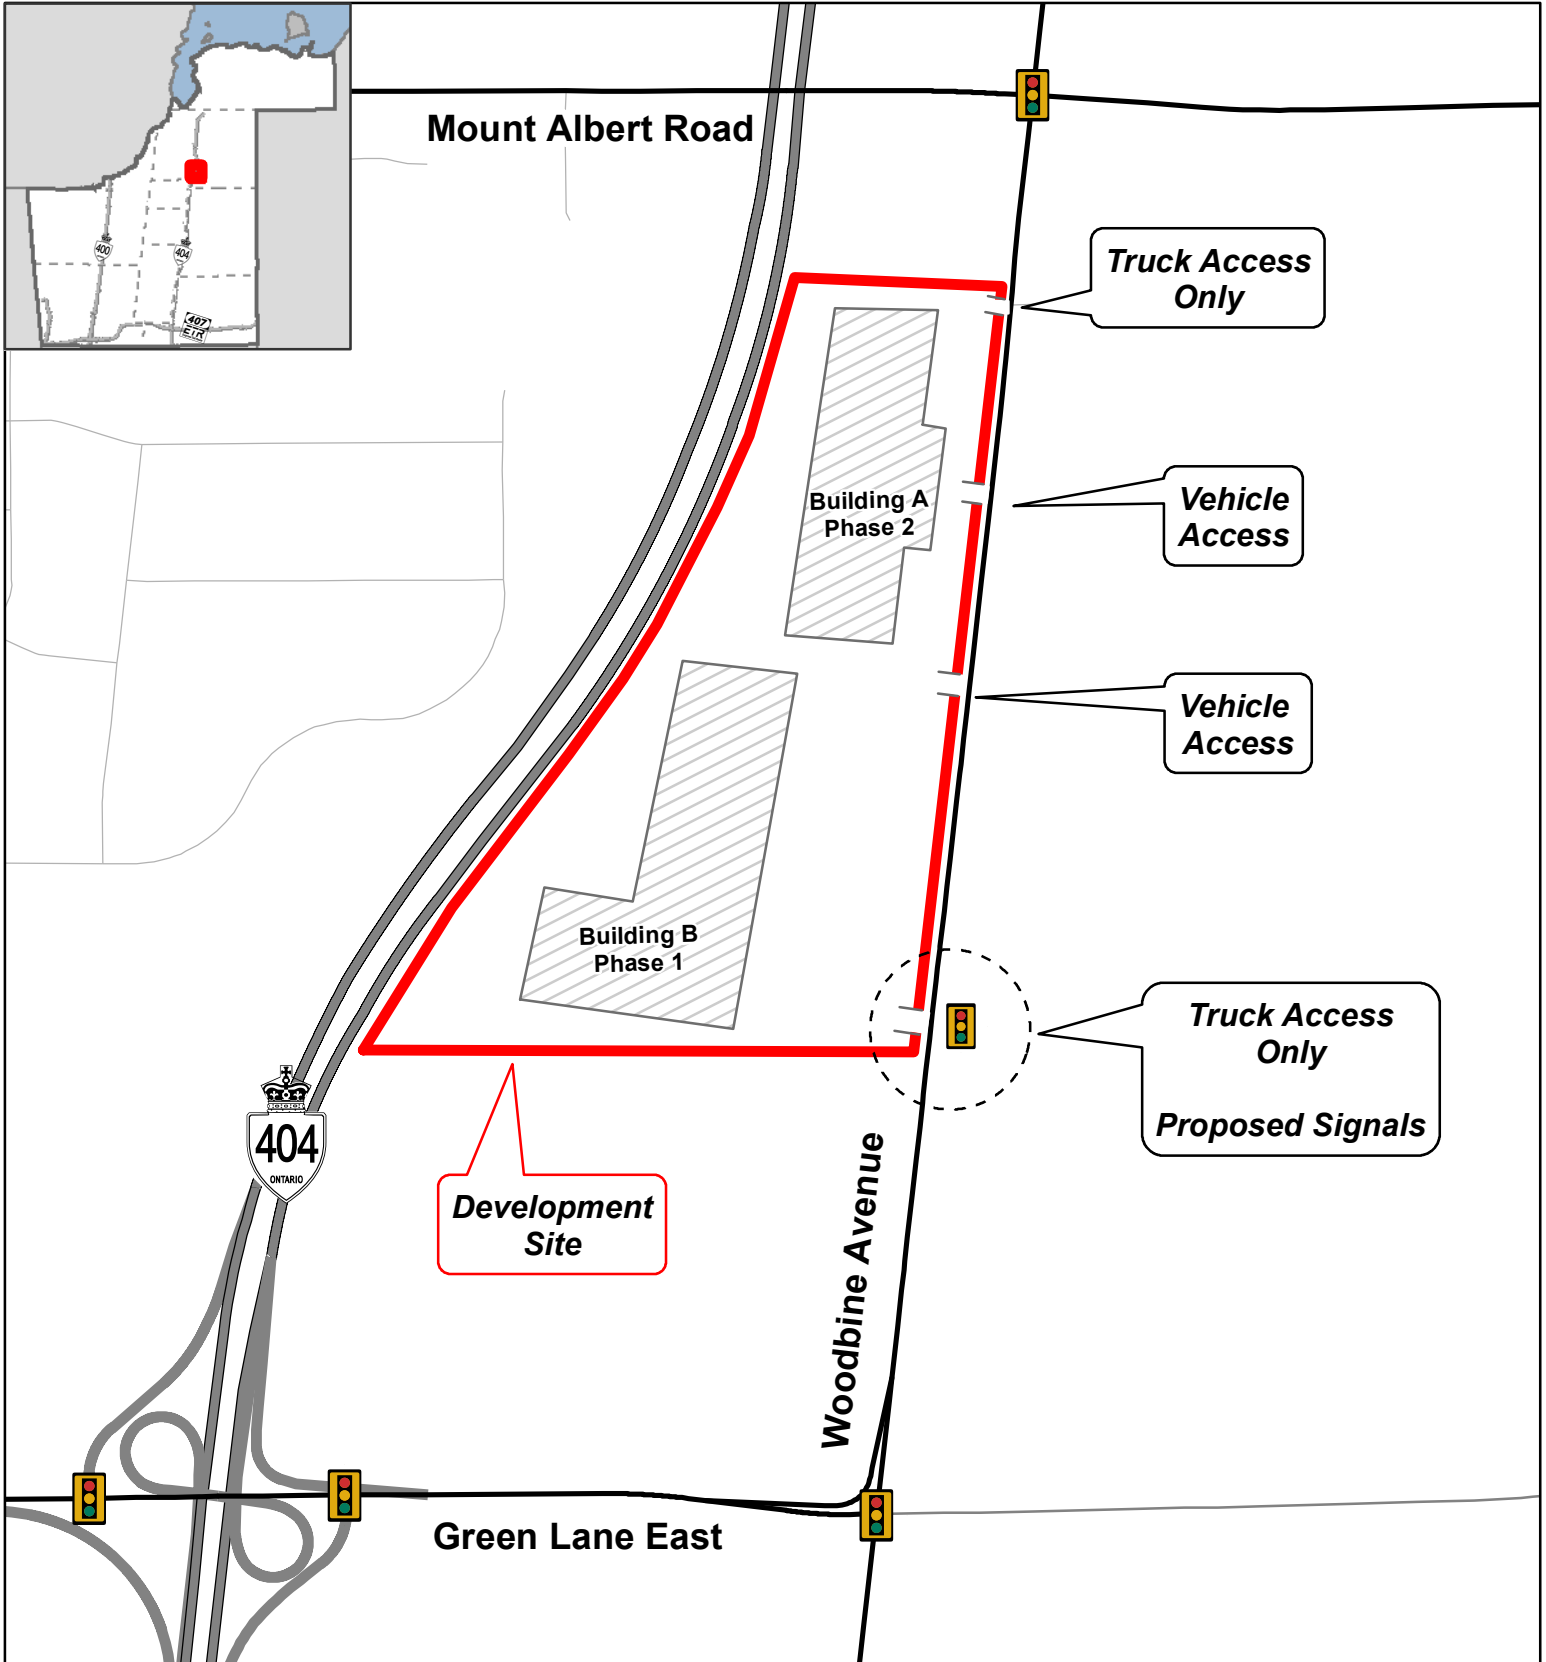 Mount Albert Road
400
404
407
ETR
Truck Access
Only
Vehicle
Access
Building A
Phase 2
Vehicle
Access
Building B
Phase 1
Truck Access
Only
Proposed Signals
404
ONTARIO
Development
Site
Woodbine Avenue
Green Lane East